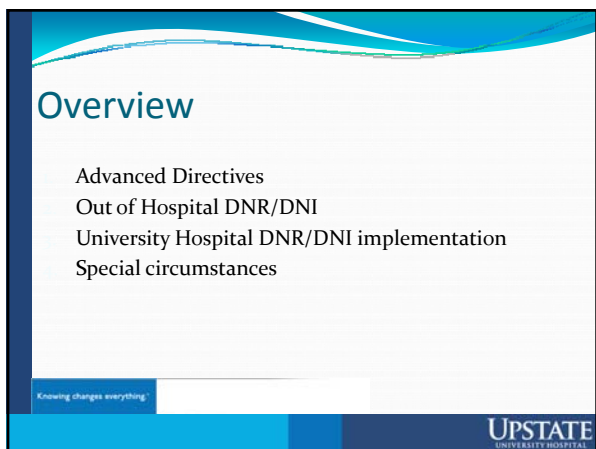 Overview
Advanced Directives
Out of Hospital DNR/DNI
University Hospital DNR/DNI implementation
Special circumstances
Knowing changes everything.™
UPSTATE
UNIVERSITY HOSPITAL